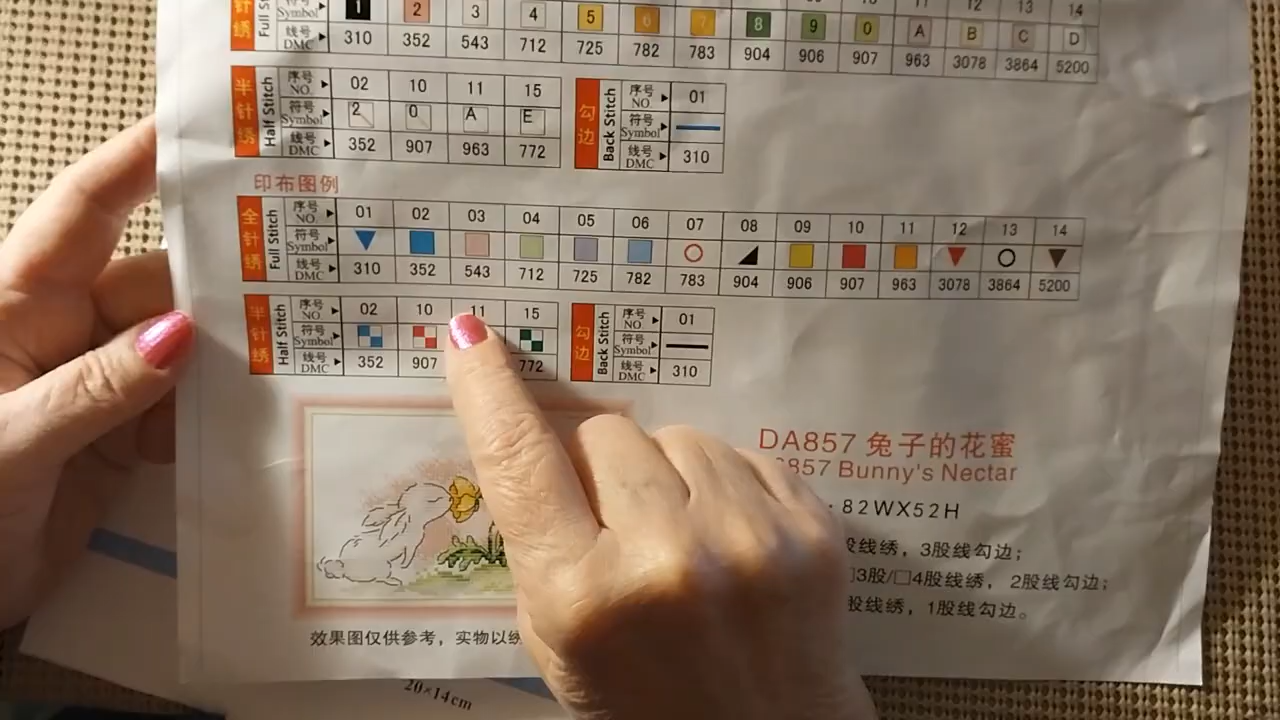 针绣 Full St 符号 Symbol 1 2 3 4 5 6 7 8 9 0 A B C D
线号 DMC 310 352 543 712 725 782 783 904 906 907 963 3078 3864 5200
半针绣 Half Stitch 序号 NO. 02 10 11 15
符号 Symbol 2 0 A E
线号 DMC 352 907 963 772
勾边 Back Stitch 序号 NO. 01
符号 Symbol
线号 DMC 310
印布图例
全针绣 Full Stitch 序号 NO. 01 02 03 04 05 06 07 08 09 10 11 12 13 14
符号 Symbol
线号 DMC 310 352 543 712 725 782 783 904 906 907 963 3078 3864 5200
半针绣 Half Stitch 序号 NO. 02 10 11 15
符号 Symbol
线号 DMC 352 907 772
勾边 Back Stitch 序号 NO. 01
符号 Symbol
线号 DMC 310
DA857 兔子的花蜜
857 Bunny's Nectar
82WX52H
股线绣，3股线勾边；
3股/□4股线绣，2股线勾边；
股线绣，1股线勾边。
效果图仅供参考，实物以绣
20×14cm